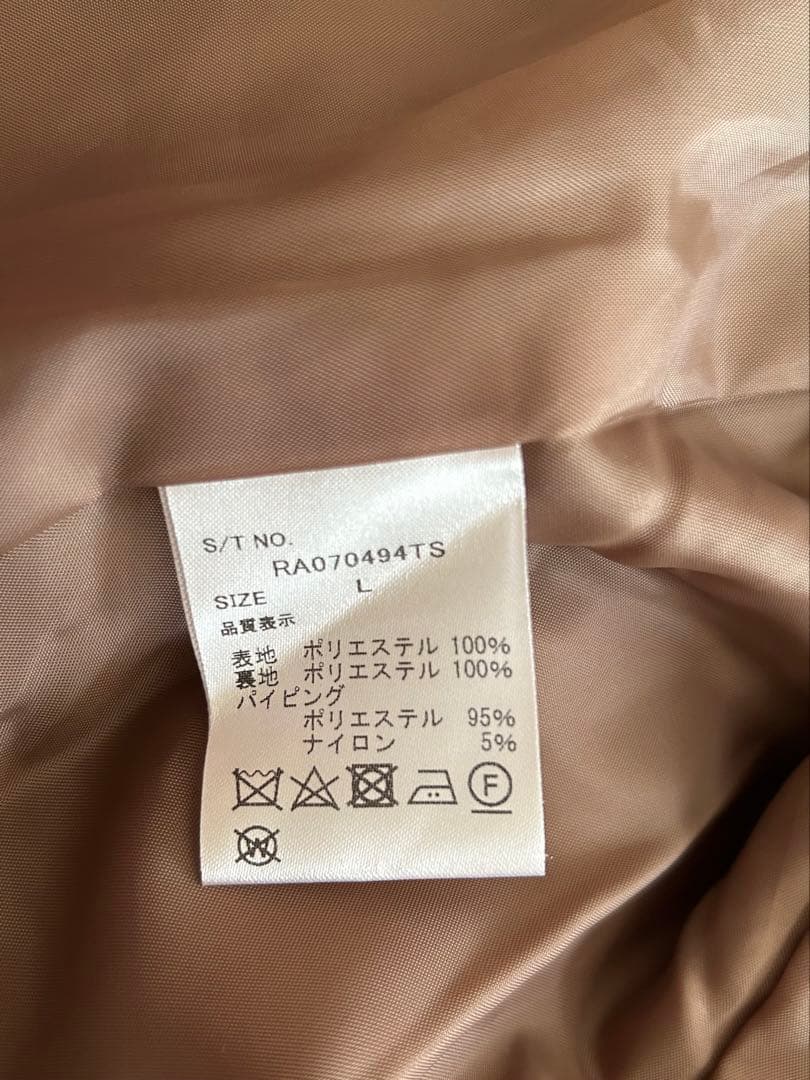 S/T NO.
RA070494TS
SIZE L
品質表示
表地 ポリエステル 100%
裏地 ポリエステル 100%
パイピング
ポリエステル 95%
ナイロン 5%
F
W